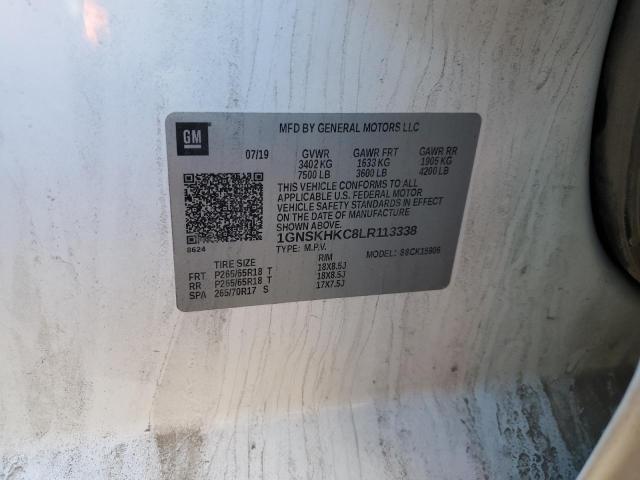 GM
MFD BY GENERAL MOTORS LLC
07/19 GVWR GAWR FRT GAWR RR
3402 KG 1633 KG 1905 KG
7500 LB 3600 LB 4200 LB
THIS VEHICLE CONFORMS TO ALL
APPLICABLE U.S. FEDERAL MOTOR
VEHICLE SAFETY STANDARDS IN
EFFECT ON THE DATE OF MANUFACTURE
SHOWN ABOVE.
8624
1GNSKHKC8LR113338
TYPE: M.P.V. MODEL: S8CK15906
TIRE SIZE RIM
FRT P265/65R18 T 18X8.5J
RR P265/65R18 T 18X8.5J
SPA 265/70R17 S 17X7.5J